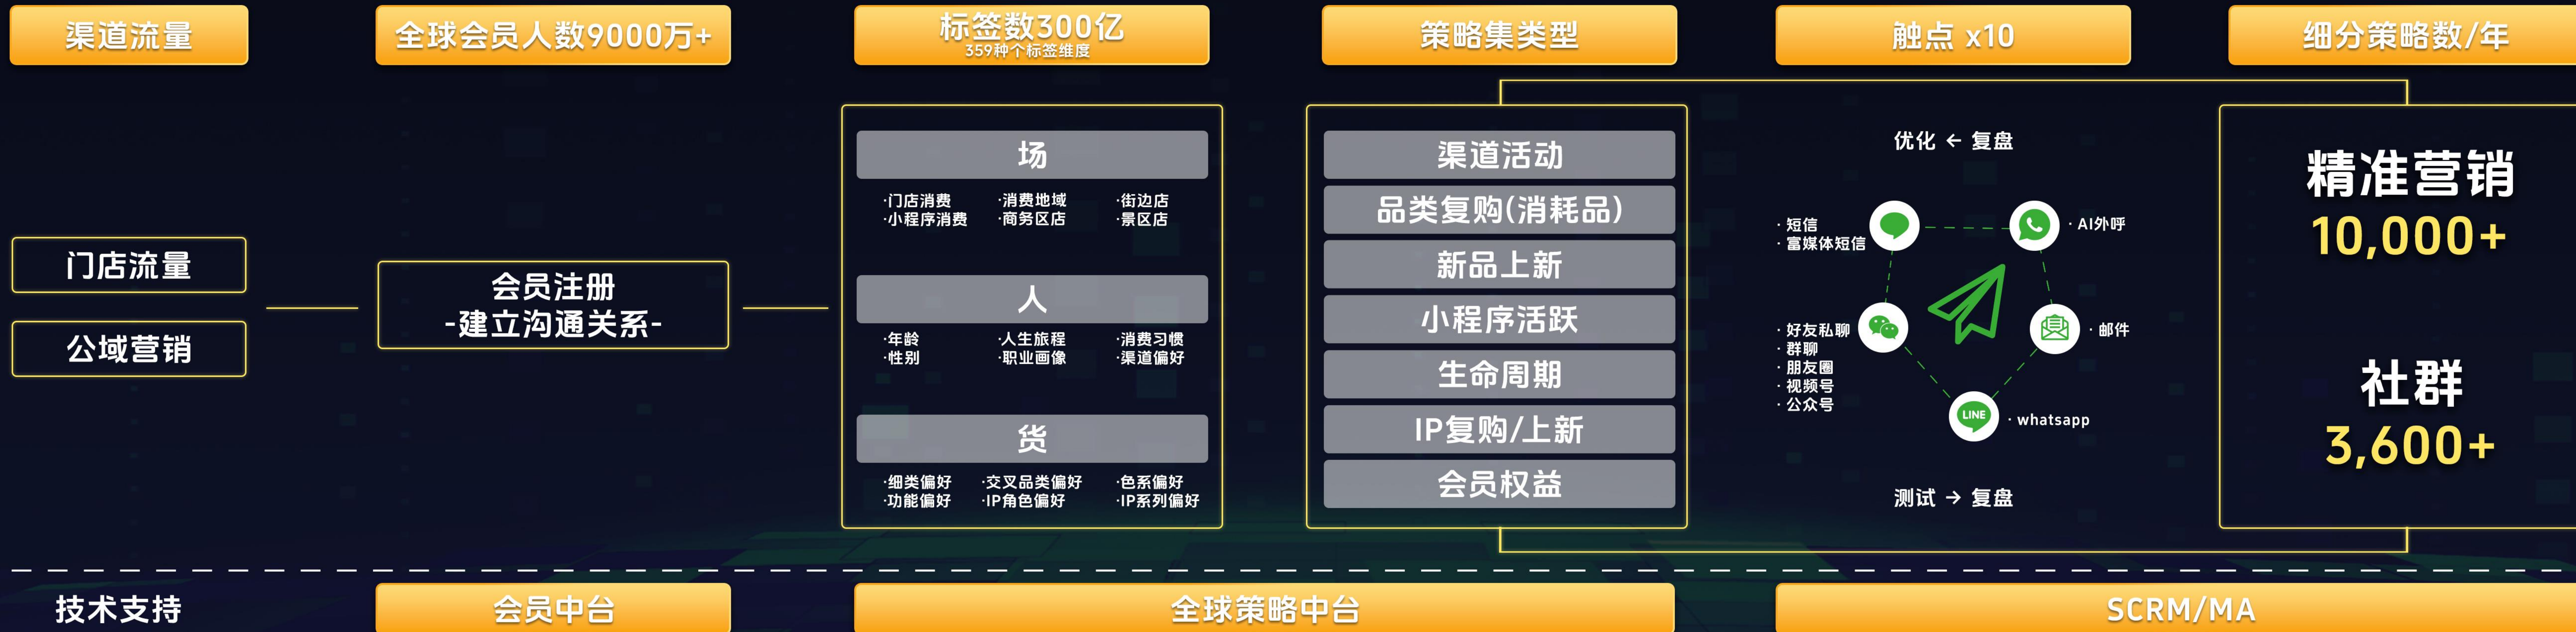 渠道流量
全球会员人数9000万+
标签数300亿
359种个标签维度
策略集类型
触点 x10
细分策略数/年
门店流量
公域营销
会员注册
-建立沟通关系-
场
·门店消费 ·消费地域 ·街边店
·小程序消费 ·商务区店 ·景区店
人
·年龄 ·人生旅程 ·消费习惯
·性别 ·职业画像 ·渠道偏好
货
·细类偏好 ·交叉品类偏好 ·色系偏好
·功能偏好 ·IP角色偏好 ·IP系列偏好
渠道活动
品类复购(消耗品)
新品上新
小程序活跃
生命周期
IP复购/上新
会员权益
优化 ← 复盘
· 短信
· 富媒体短信
· AI外呼
· 好友私聊
· 群聊
· 朋友圈
· 视频号
· 公众号
· 邮件
LINE
· whatsapp
测试 → 复盘
精准营销
10,000+
社群
3,600+
技术支持
会员中台
全球策略中台
SCRM/MA